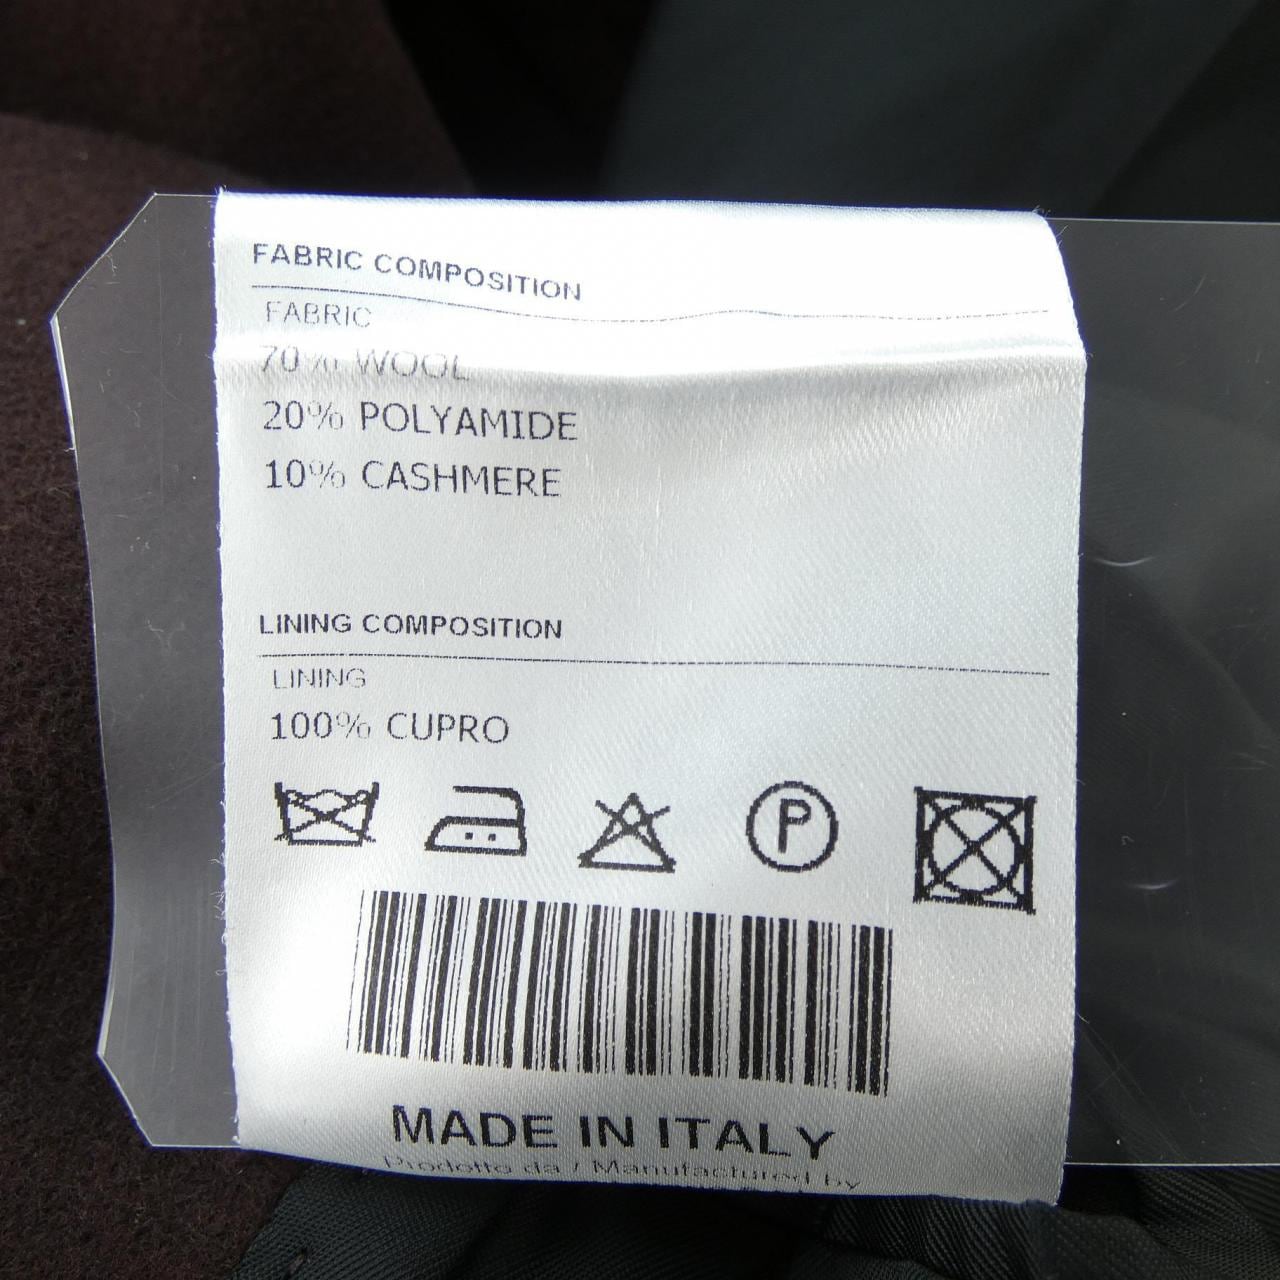 FABRIC COMPOSITION
FABRIC
70% WOOL
20% POLYAMIDE
10% CASHMERE
LINING COMPOSITION
LINING
100% CUPRO
P
MADE IN ITALY
Prodotto da / Manufactured by